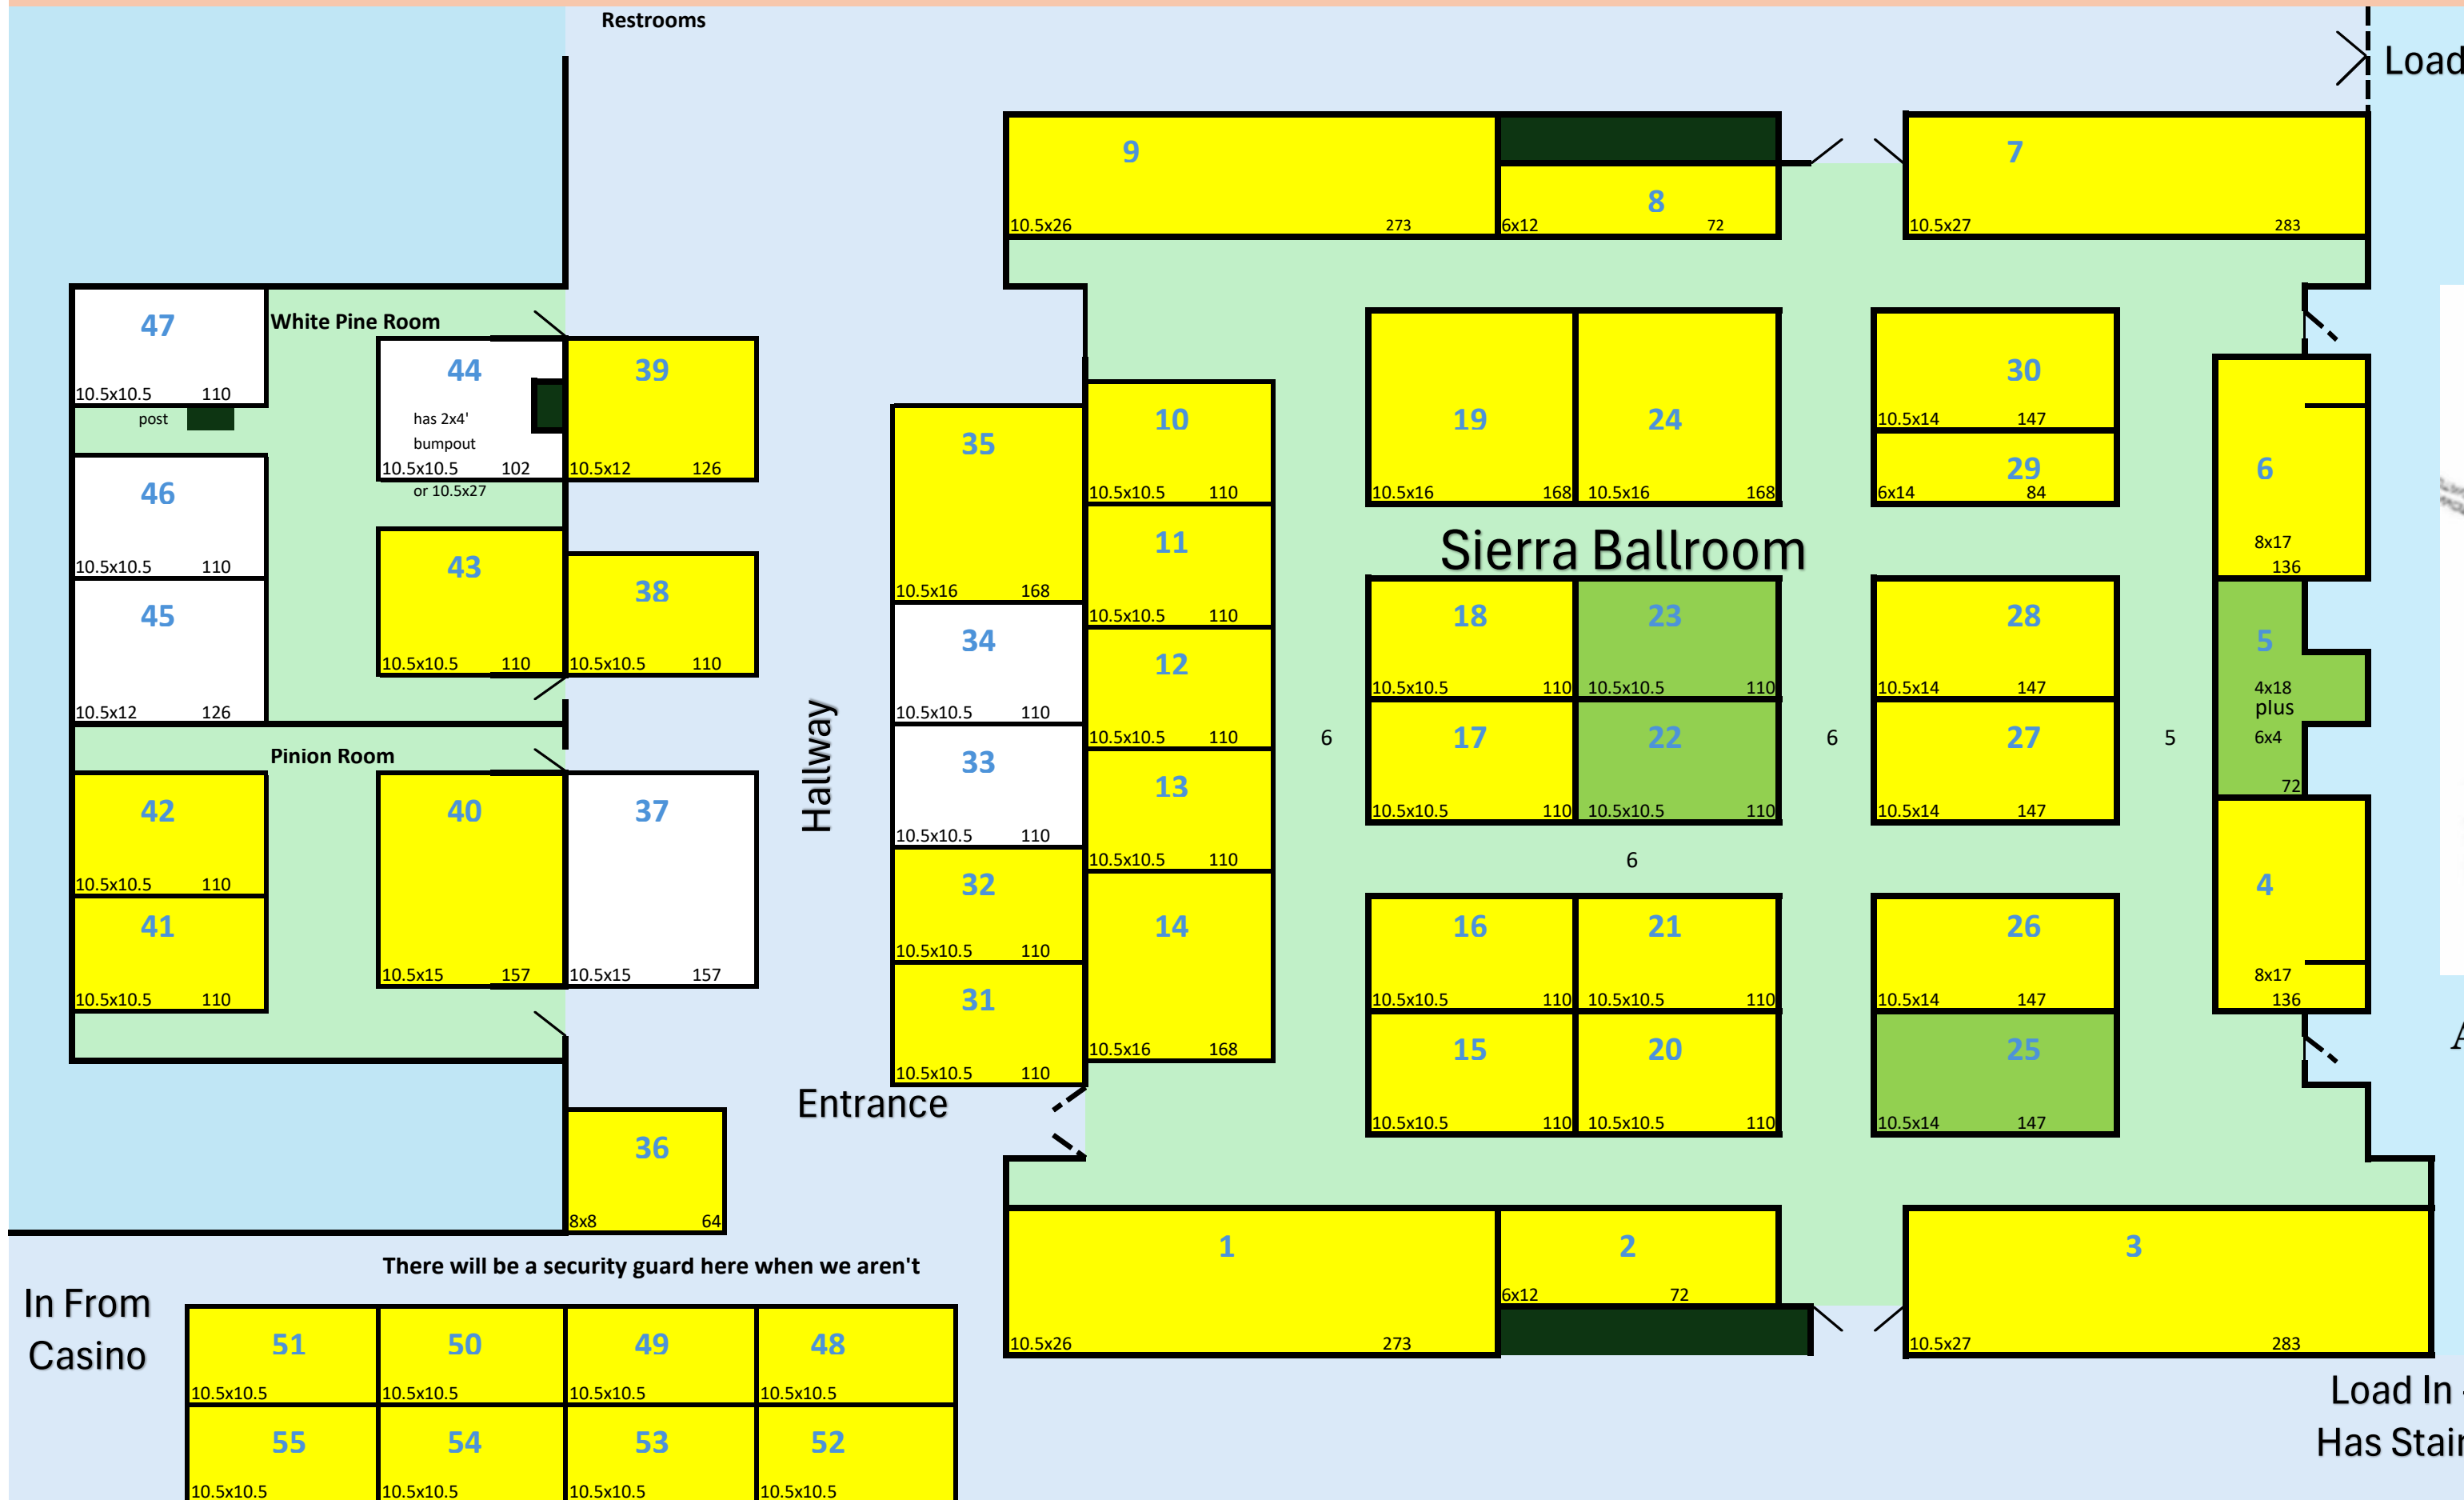 Restrooms
Load
9
10.5x26 273
8
6x12 72
7
10.5x27 283
47
10.5x10.5 110
post
White Pine Room
44
has 2x4'
bumpout
10.5x10.5 102
or 10.5x27
39
10.5x12 126
46
10.5x10.5 110
45
10.5x12 126
43
10.5x10.5 110
38
10.5x10.5 110
Pinion Room
42
10.5x10.5 110
41
10.5x10.5 110
40
10.5x15 157
37
10.5x15 157
36
8x8 64
Hallway
35
10.5x16 168
34
10.5x10.5 110
33
10.5x10.5 110
32
10.5x10.5 110
31
10.5x10.5 110
Entrance
10
10.5x10.5 110
11
10.5x10.5 110
12
10.5x10.5 110
13
10.5x10.5 110
14
10.5x16 168
19
10.5x16 168
24
10.5x16 168
30
10.5x14 147
29
6x14 84
Sierra Ballroom
18
10.5x10.5 110
23
10.5x10.5 110
28
10.5x14 147
17
10.5x10.5 110
22
10.5x10.5 110
27
10.5x14 147
6
6
5
6
16
10.5x10.5 110
21
10.5x10.5 110
26
10.5x14 147
15
10.5x10.5 110
20
10.5x10.5 110
25
10.5x14 147
6
8x17
136
5
4x18
plus
6x4
72
4
8x17
136
A
1
10.5x26 273
2
6x12 72
3
10.5x27 283
There will be a security guard here when we aren't
In From
Casino
51
10.5x10.5
50
10.5x10.5
49
10.5x10.5
48
10.5x10.5
55
10.5x10.5
54
10.5x10.5
53
10.5x10.5
52
10.5x10.5
Load In
Has Stair